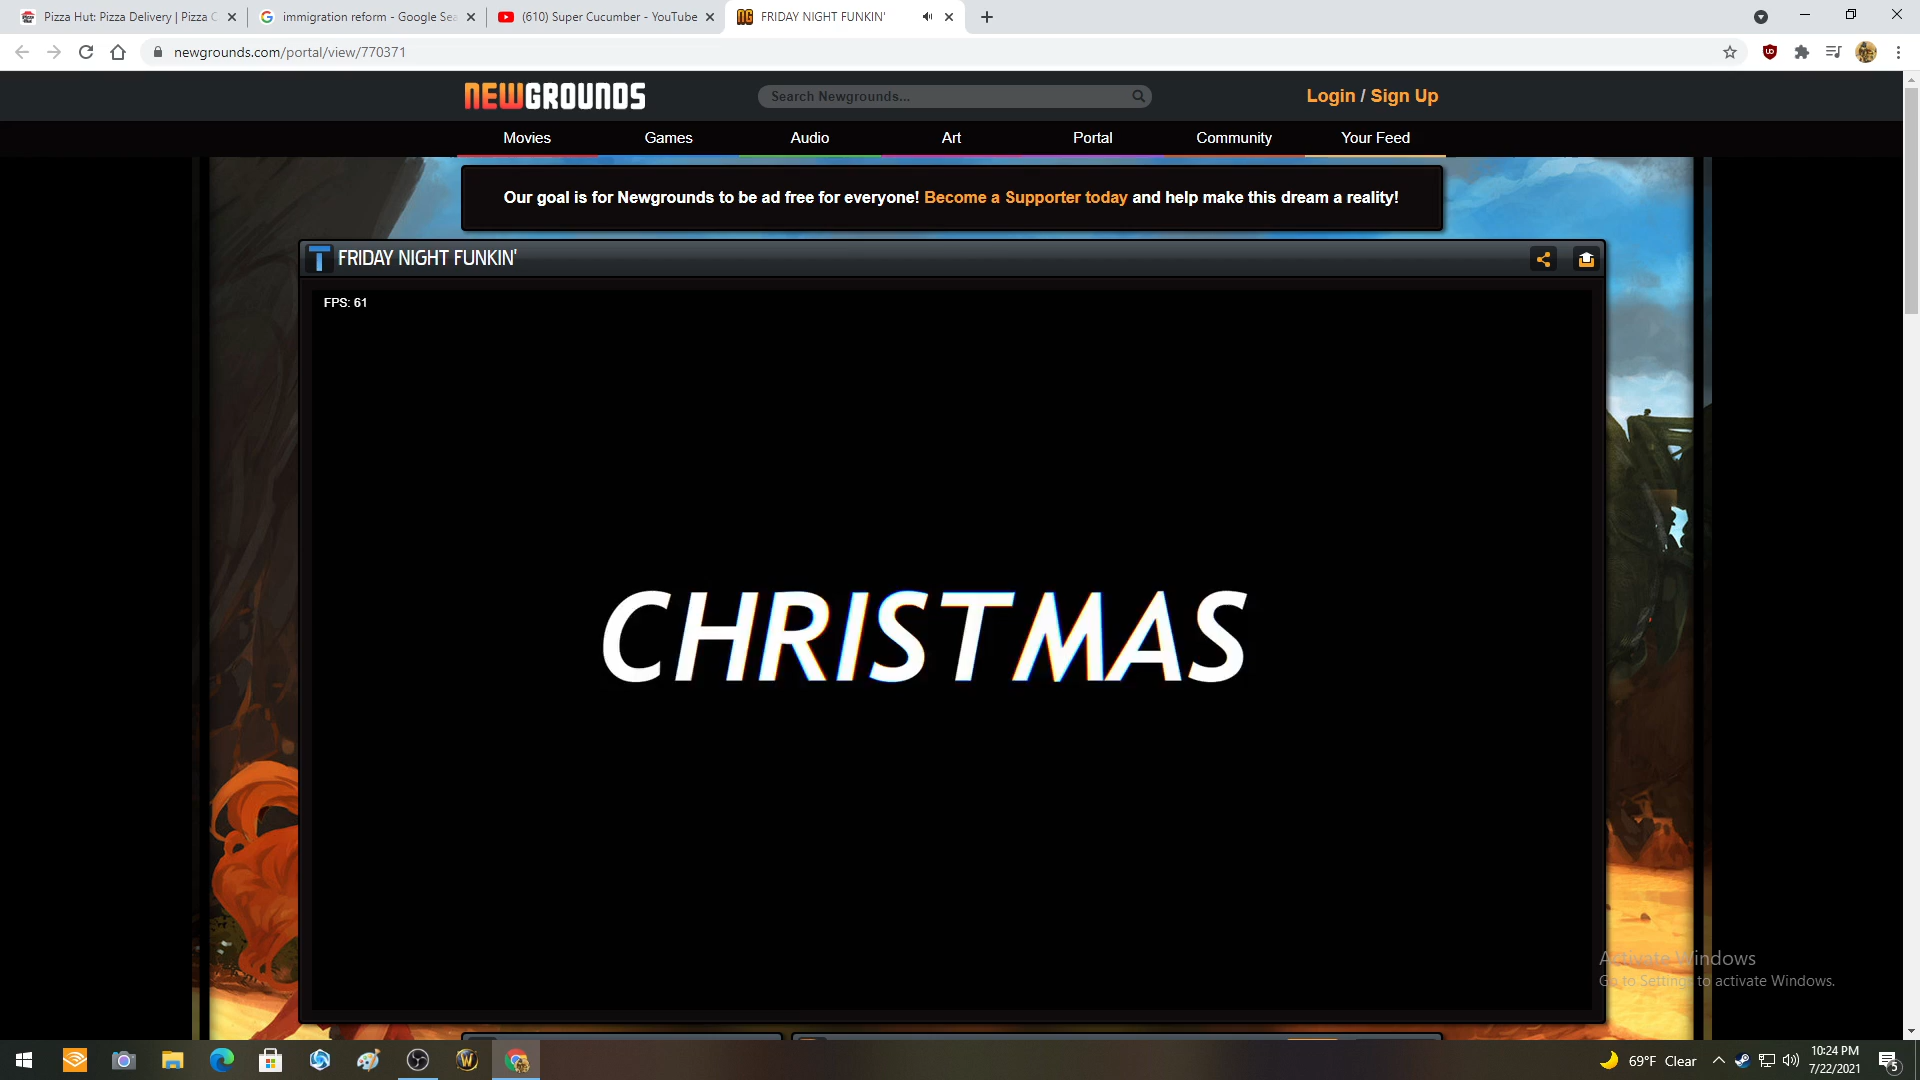 Pizza Hut: Pizza Delivery | Pizza C
immigration reform - Google Sea
(610) Super Cucumber - YouTube
FRIDAY NIGHT FUNKIN'
newgrounds.com/portal/view/770371
NEWGROUNDS
Search Newgrounds...
Login / Sign Up
Movies
Games
Audio
Art
Portal
Community
Your Feed
Our goal is for Newgrounds to be ad free for everyone! Become a Supporter today and help make this dream a reality!
T FRIDAY NIGHT FUNKIN'
FPS: 61
CHRISTMAS
Activate Windows
Go to Settings to activate Windows.
69°F Clear
10:24 PM
7/22/2021
5